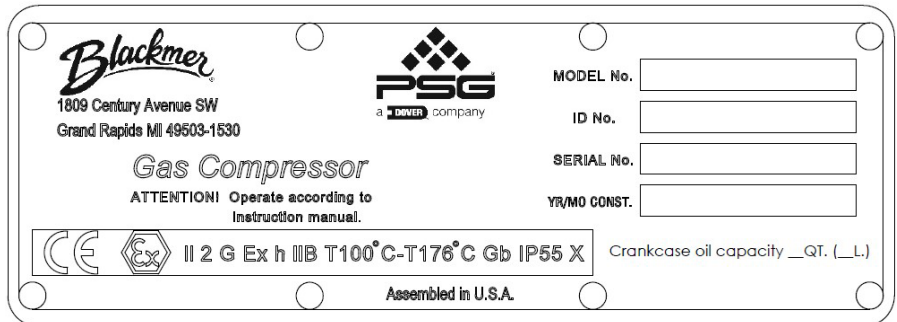 Blackmer
1809 Century Avenue SW
Grand Rapids MI 49503-1530
PSG
a DOVER company
Gas Compressor
ATTENTION! Operate according to
Instruction manual.
MODEL No.
ID No.
SERIAL No.
YR/MO CONST.
CE Ex II 2 G Ex h IIB T100°C-T176°C Gb IP55 X
Crankcase oil capacity __QT. (__L.)
Assembled in U.S.A.